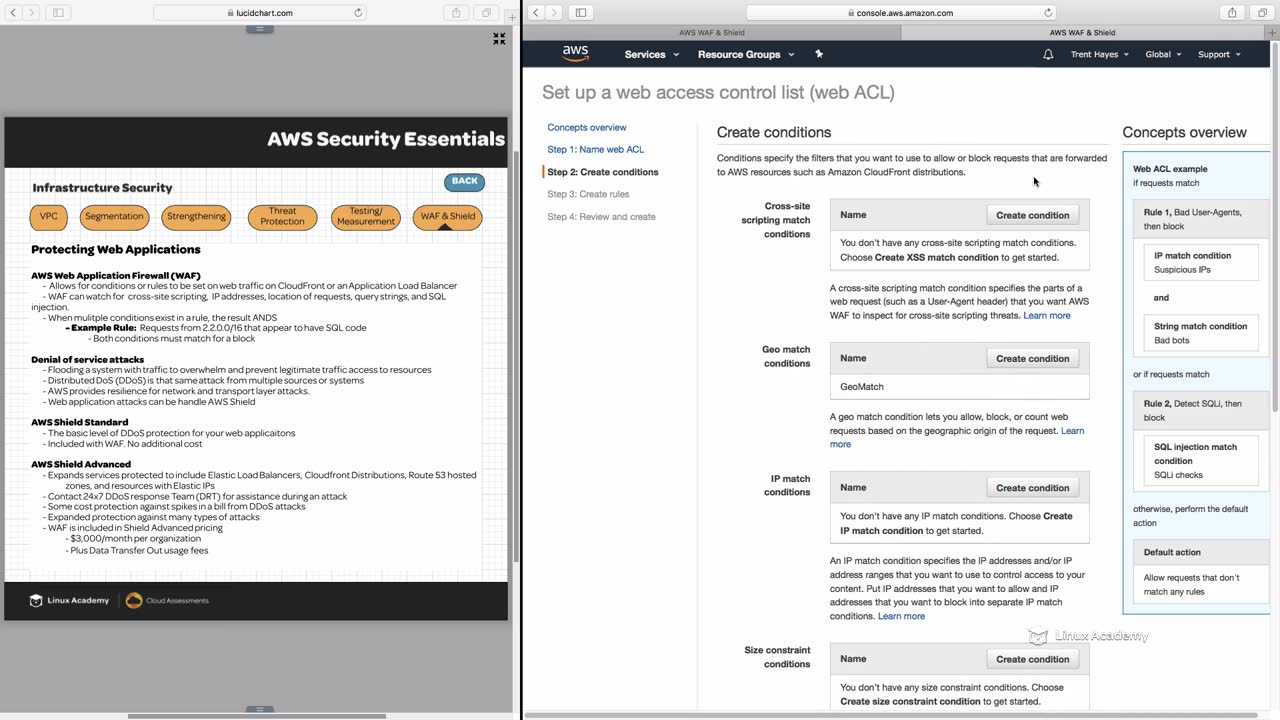 lucidchart.com
AWS Security Essentials
Infrastructure Security
BACK
VPC
Segmentation
Strengthening
Threat
Protection
Testing/
Measurement
WAF & Shield
Protecting Web Applications
AWS Web Application Firewall (WAF)
- Allows for conditions or rules to be set on web traffic on CloudFront or an Application Load Balancer
- WAF can watch for cross-site scripting, IP addresses, location of requests, query strings, and SQL
injection.
- When mulitple conditions exist in a rule, the result ANDS
- Example Rule: Requests from 2.2.0.0/16 that appear to have SQL code
- Both conditions must match for a block
Denial of service attacks
- Flooding a system with traffic to overwhelm and prevent legitimate traffic access to resources
- Distributed DoS (DDoS) is that same attack from multiple sources or systems
- AWS provides resilience for network and transport layer attacks.
- Web application attacks can be handle AWS Shield
AWS Shield Standard
- The basic level of DDoS protection for your web applicaitons
- Included with WAF. No additional cost
AWS Shield Advanced
- Expands services protected to include Elastic Load Balancers, Cloudfront Distributions, Route 53 hosted
zones, and resources with Elastic IPs
- Contact 24x7 DDoS response Team (DRT) for assistance during an attack
- Some cost protection against spikes in a bill from DDoS attacks
- Expanded protection against many types of attacks
- WAF is included in Shield Advanced pricing
- $3,000/month per organization
- Plus Data Transfer Out usage fees
Linux Academy
Cloud Assessments
console.aws.amazon.com
AWS WAF & Shield
AWS WAF & Shield
aws
Services
Resource Groups
Trent Hayes
Global
Support
Set up a web access control list (web ACL)
Concepts overview
Step 1: Name web ACL
Step 2: Create conditions
Step 3: Create rules
Step 4: Review and create
Create conditions
Conditions specify the filters that you want to use to allow or block requests that are forwarded
to AWS resources such as Amazon CloudFront distributions.
Cross-site
scripting match
conditions
Name
Create condition
You don't have any cross-site scripting match conditions.
Choose Create XSS match condition to get started.
A cross-site scripting match condition specifies the parts of a
web request (such as a User-Agent header) that you want AWS
WAF to inspect for cross-site scripting threats. Learn more
Geo match
conditions
Name
Create condition
GeoMatch
A geo match condition lets you allow, block, or count web
requests based on the geographic origin of the request. Learn
more
IP match
conditions
Name
Create condition
You don't have any IP match conditions. Choose Create
IP match condition to get started.
An IP match condition specifies the IP addresses and/or IP
address ranges that you want to use to control access to your
content. Put IP addresses that you want to allow and IP
addresses that you want to block into separate IP match
conditions. Learn more
Size constraint
conditions
Name
Create condition
You don't have any size constraint conditions. Choose
Create size constraint condition to get started.
Concepts overview
Web ACL example
if requests match
Rule 1, Bad User-Agents,
then block
IP match condition
Suspicious IPs
and
String match condition
Bad bots
or if requests match
Rule 2, Detect SQLi, then
block
SQL injection match
condition
SQLi checks
otherwise, perform the default
action
Default action
Allow requests that don't
match any rules
Linux Academy